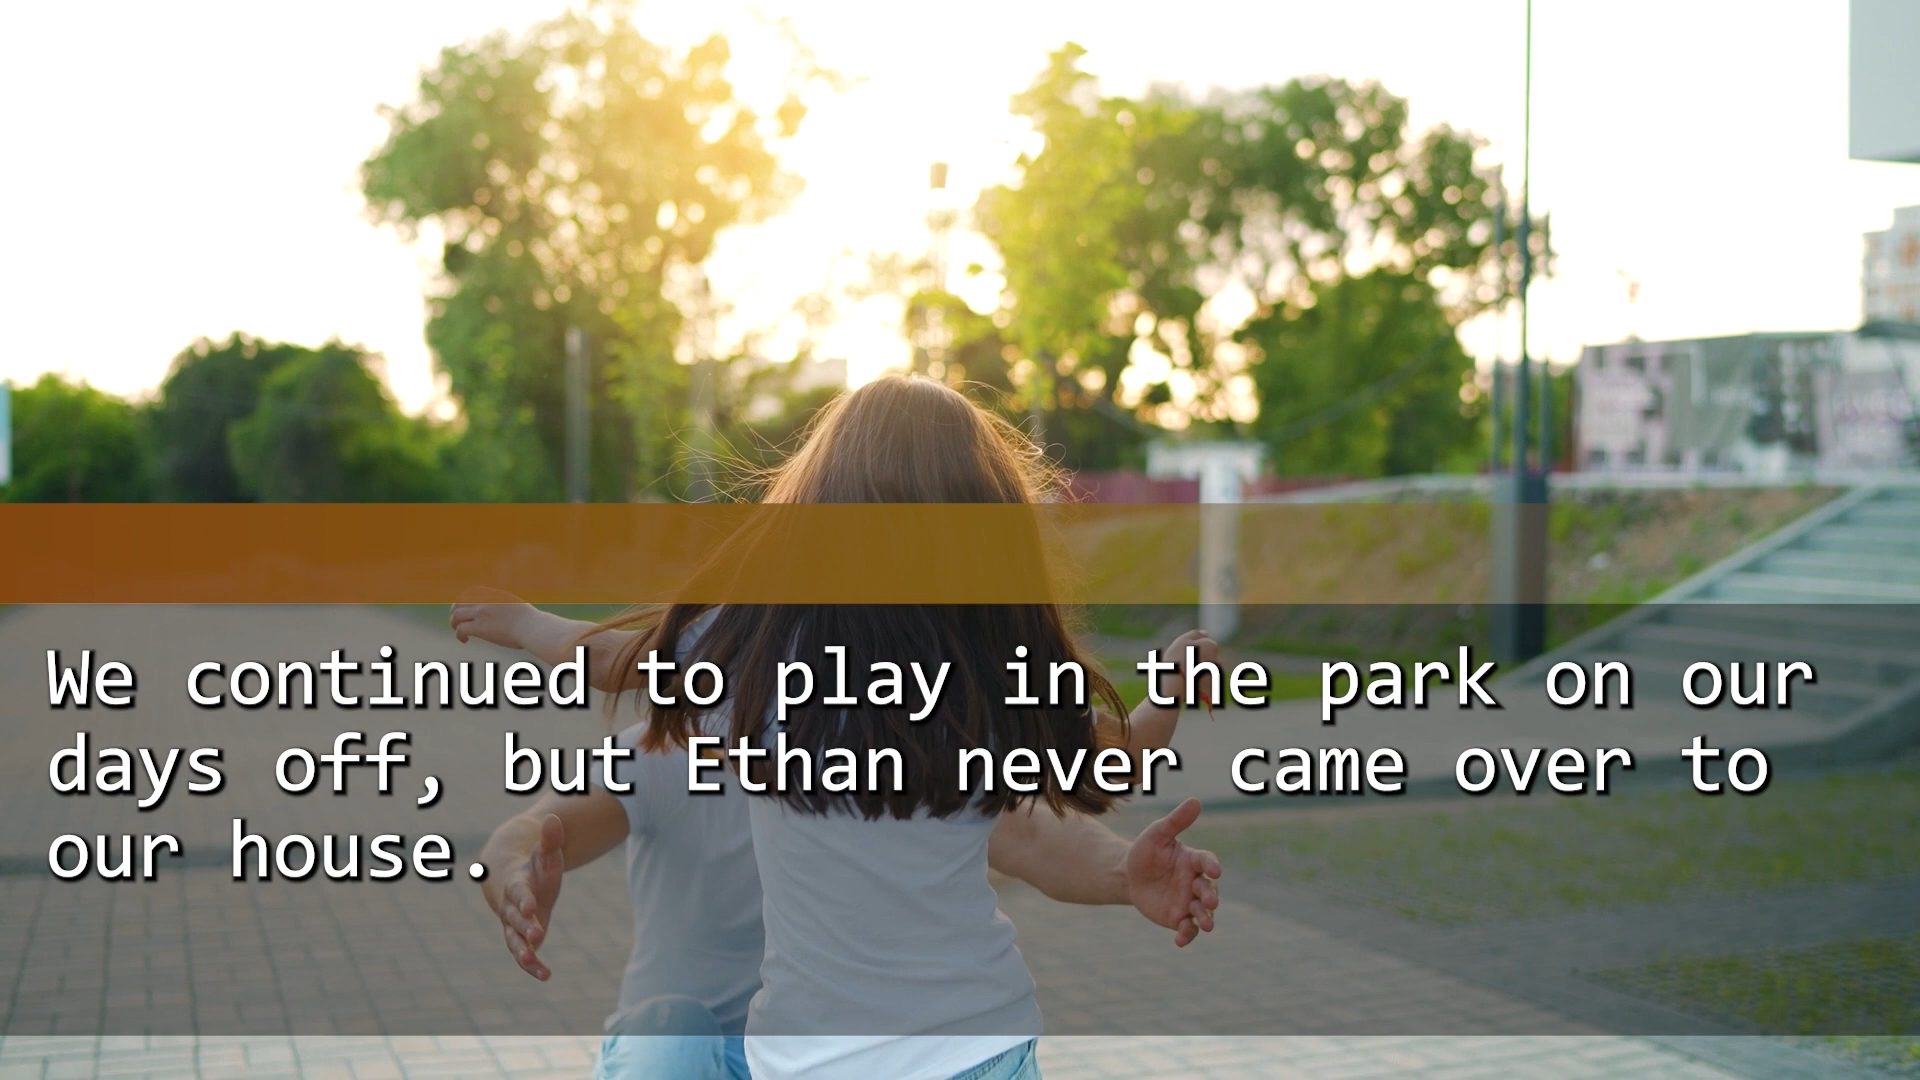 We continued to play in the park on our
days off, but Ethan never came over to
our house.